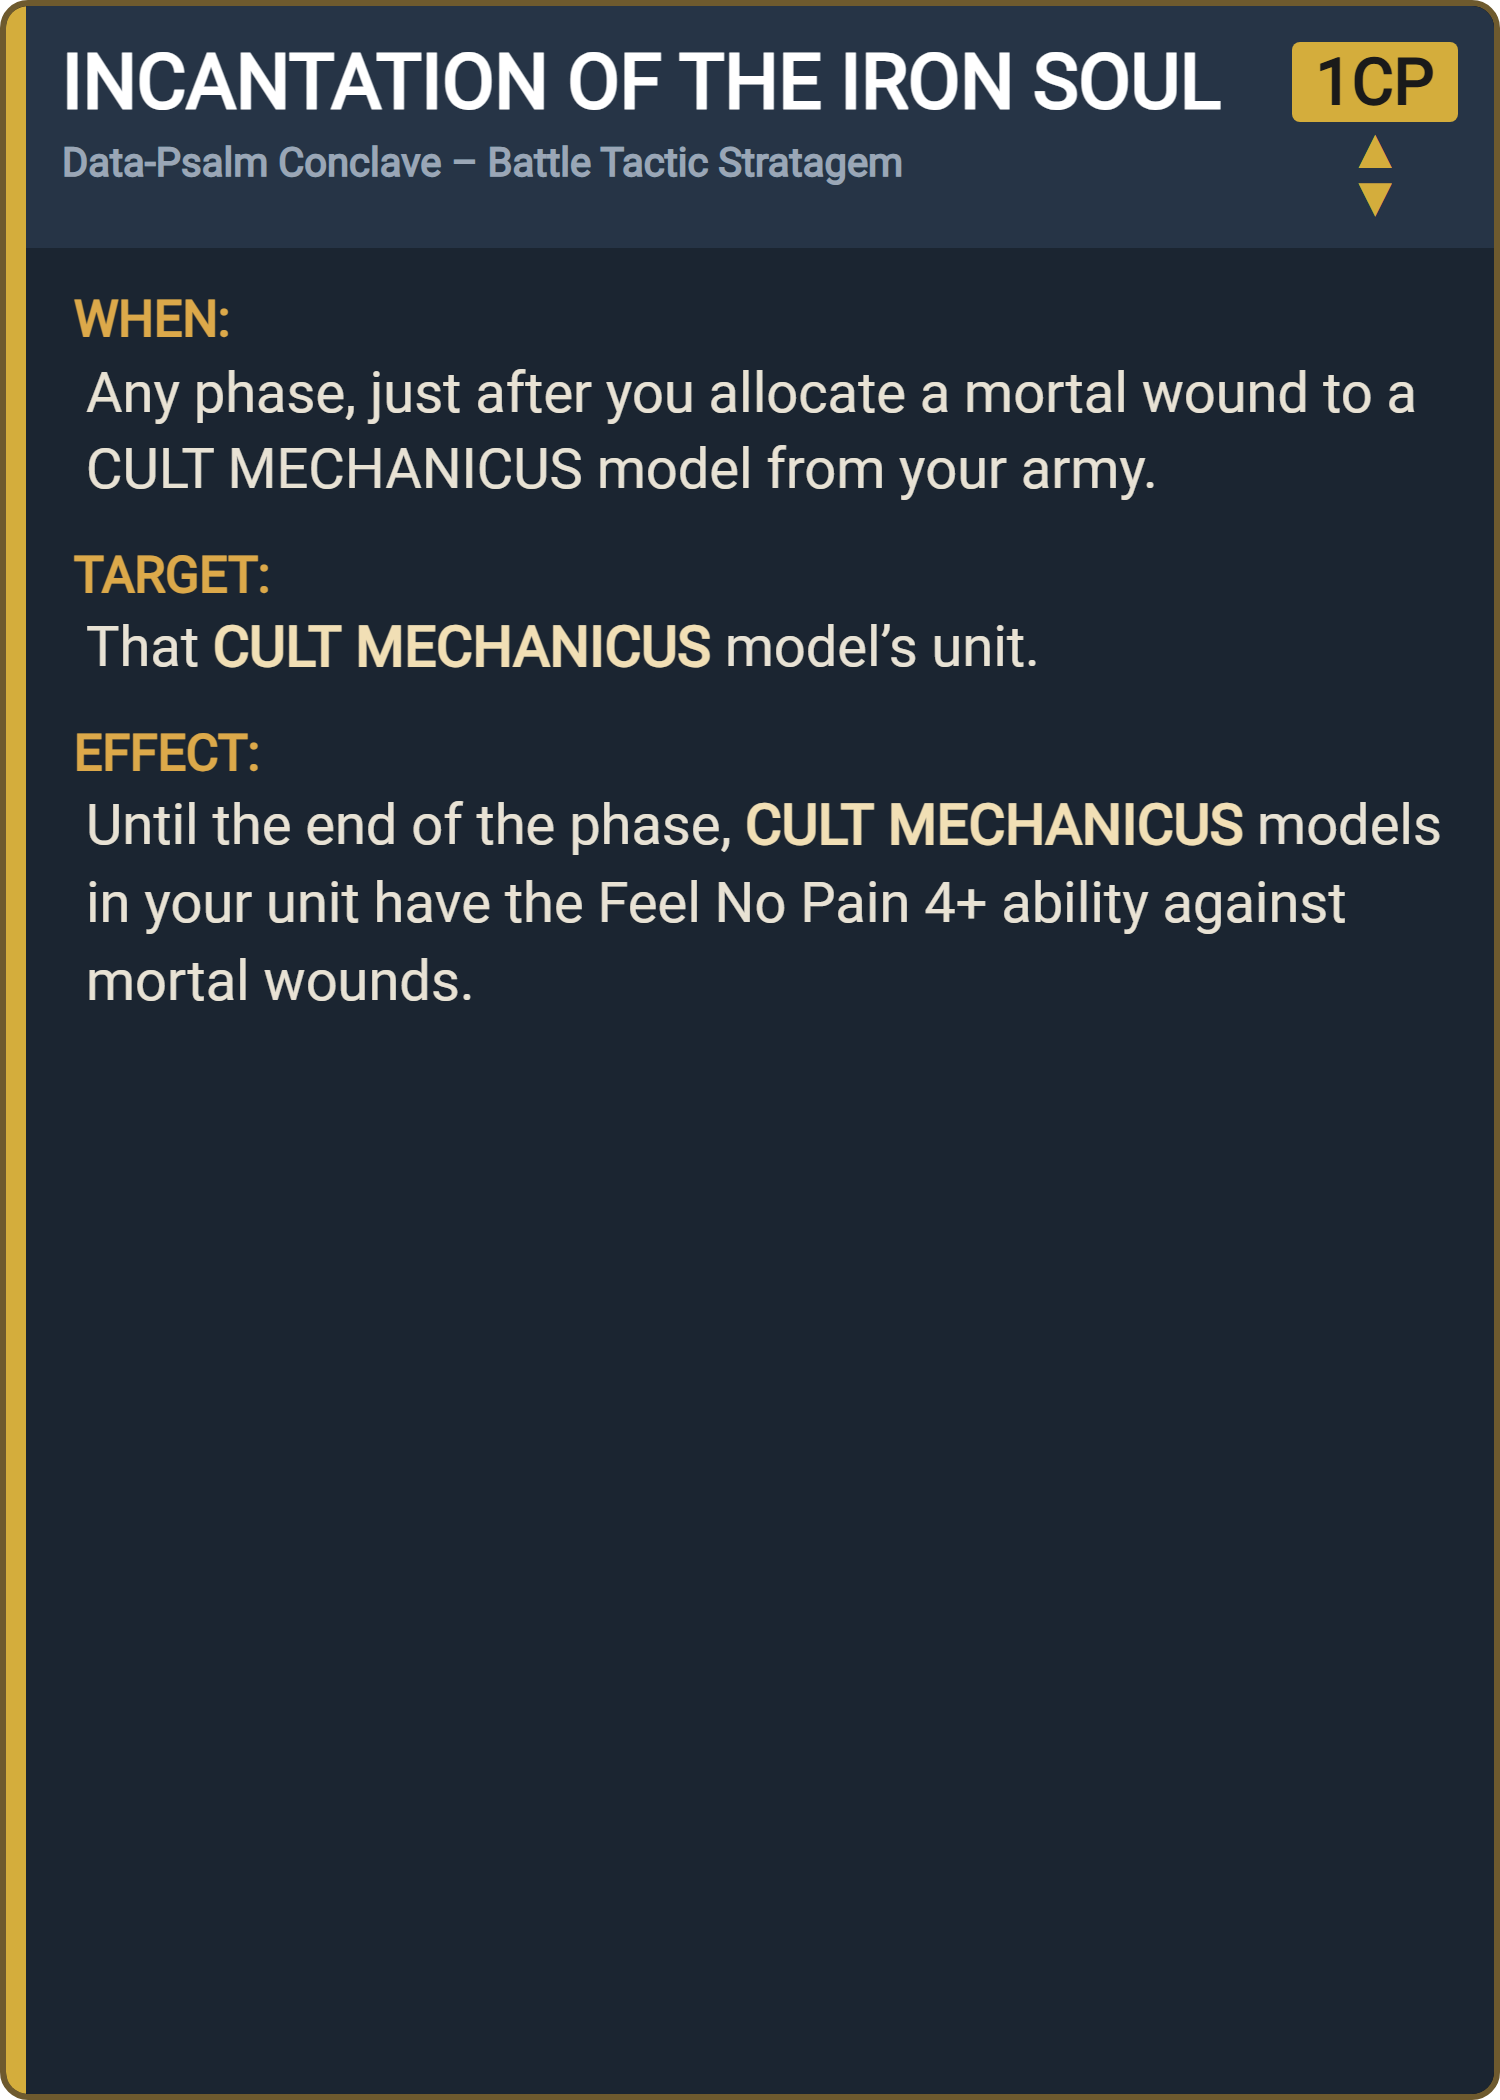 INCANTATION OF THE IRON SOUL
1CP
Data-Psalm Conclave – Battle Tactic Stratagem
▲
▼
WHEN:
Any phase, just after you allocate a mortal wound to a
CULT MECHANICUS model from your army.
TARGET:
That CULT MECHANICUS model’s unit.
EFFECT:
Until the end of the phase, CULT MECHANICUS models
in your unit have the Feel No Pain 4+ ability against
mortal wounds.